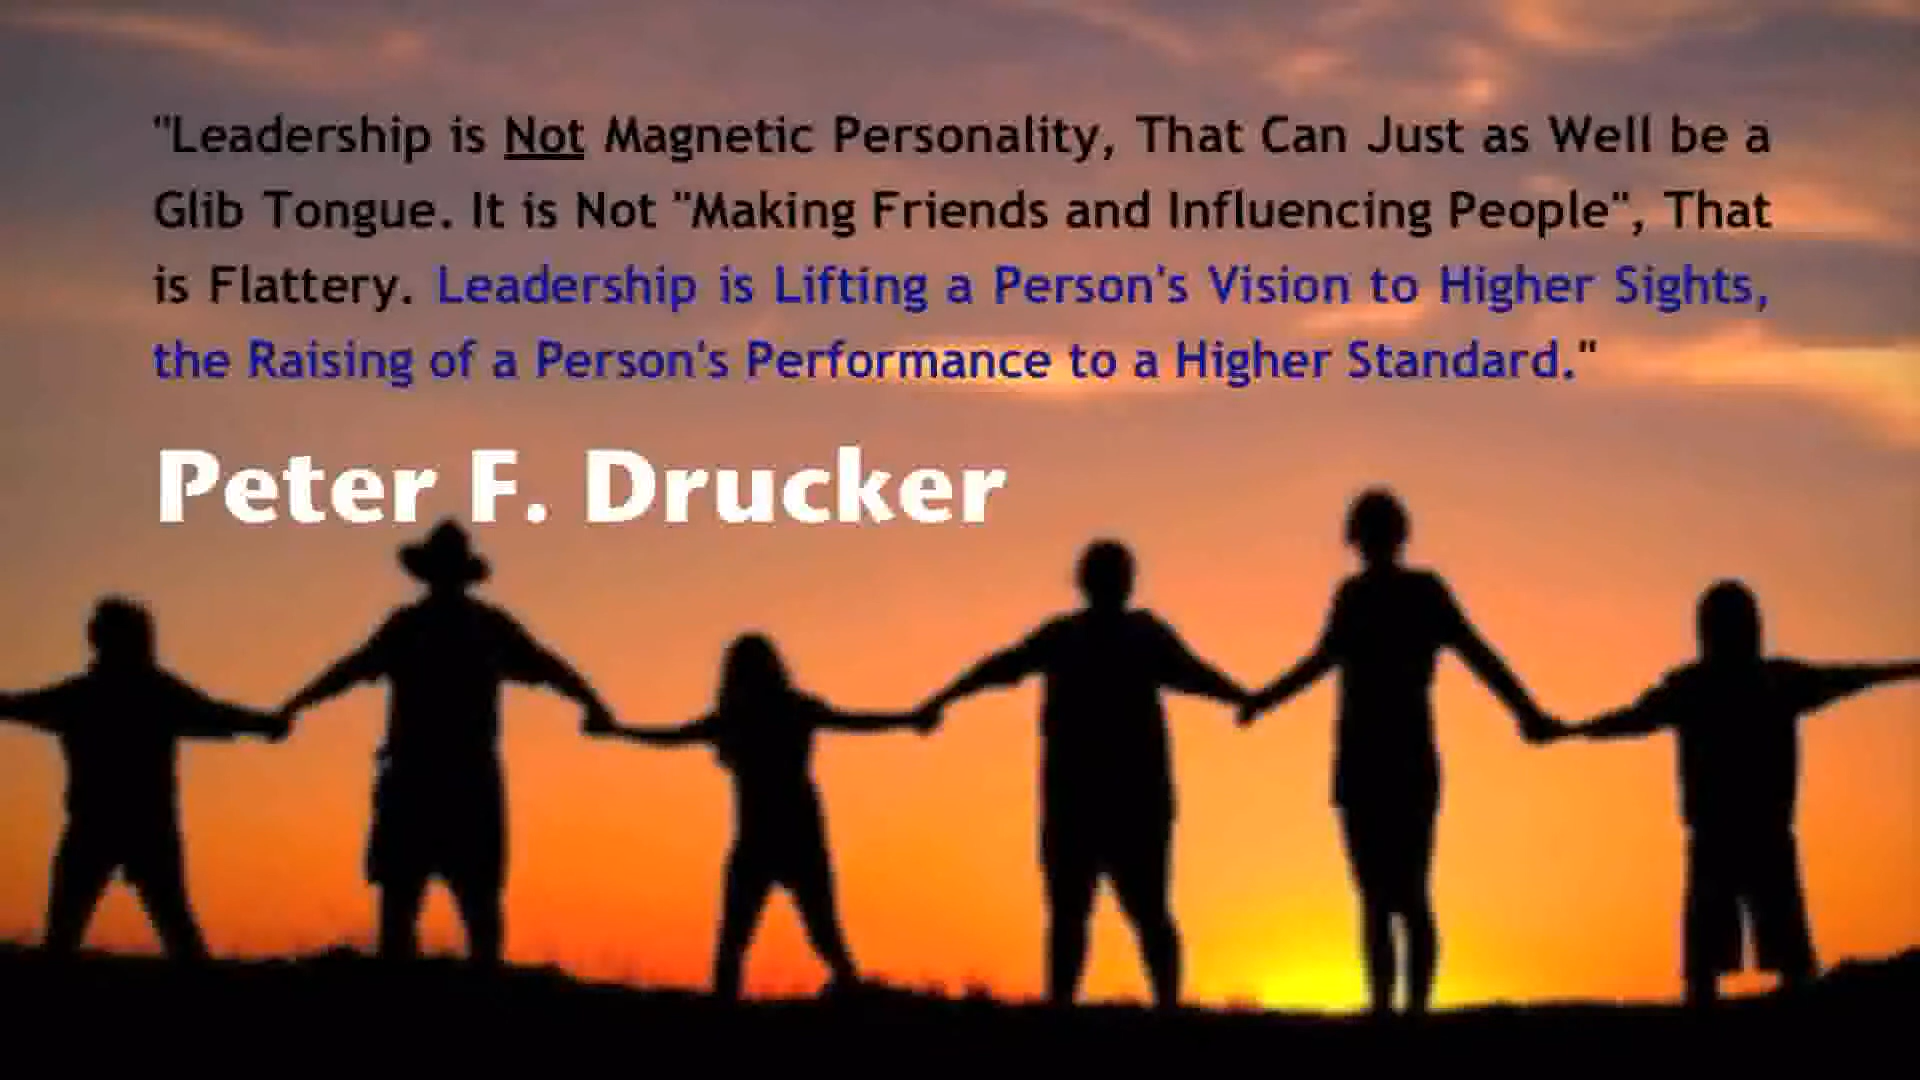 "Leadership is Not Magnetic Personality, That Can Just as Well be a
Glib Tongue. It is Not "Making Friends and Influencing People", That
is Flattery. Leadership is Lifting a Person's Vision to Higher Sights,
the Raising of a Person's Performance to a Higher Standard."
Peter F. Drucker